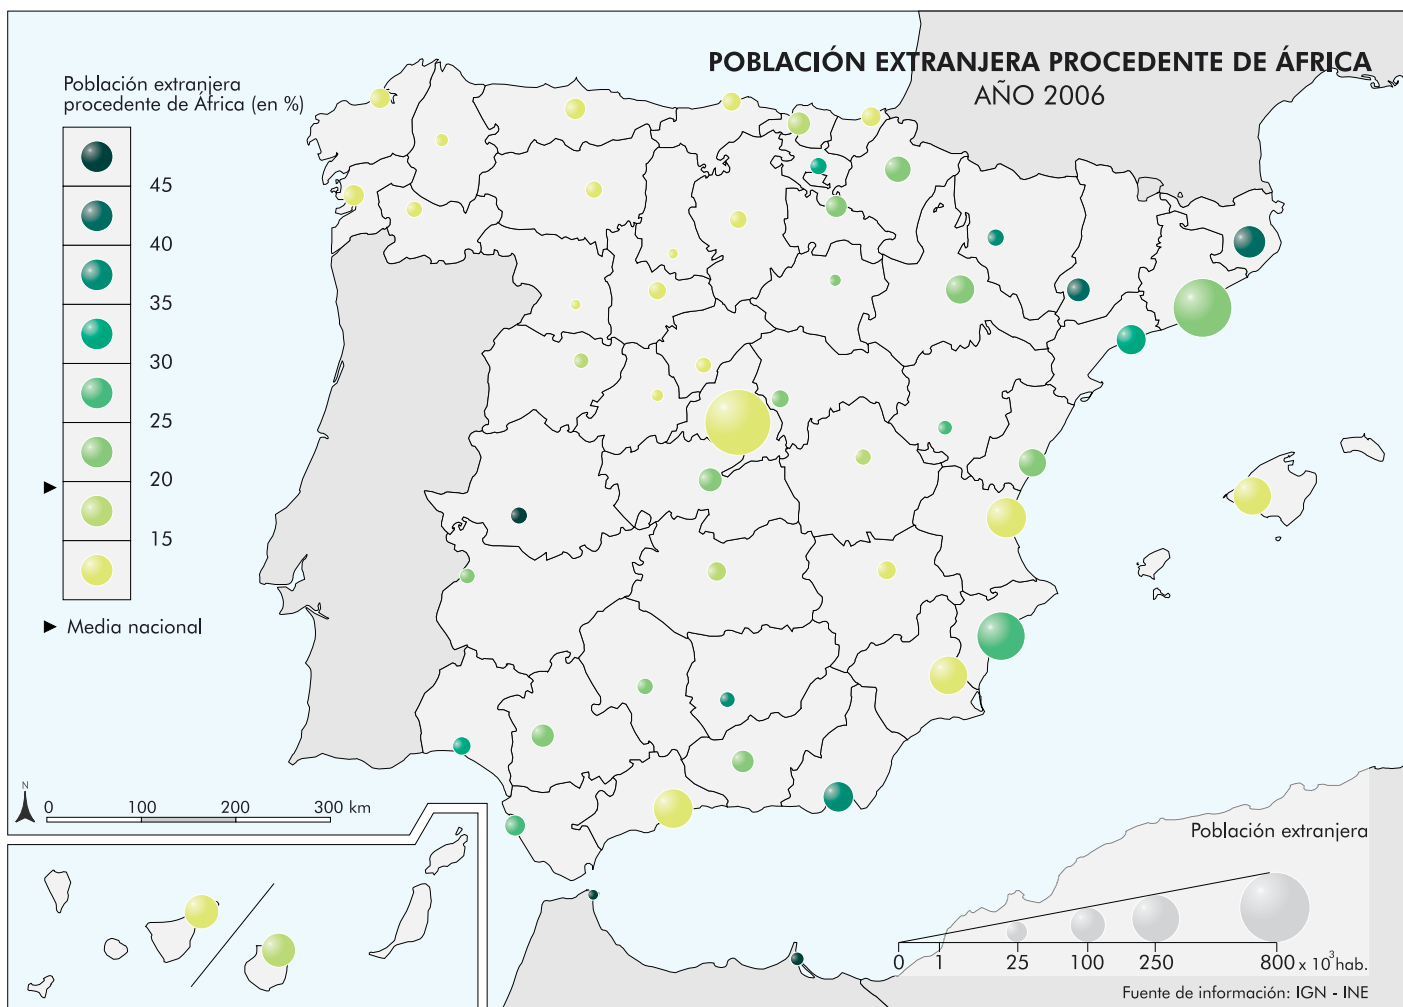 POBLACIÓN EXTRANJERA PROCEDENTE DE ÁFRICA
AÑO 2006
Población extranjera
procedente de África (en %)
45
40
35
30
25
20
15
► Media nacional
N
0 100 200 300 km
Población extranjera
0 1 25 100 250 800 x 10³ hab.
Fuente de información: IGN - INE